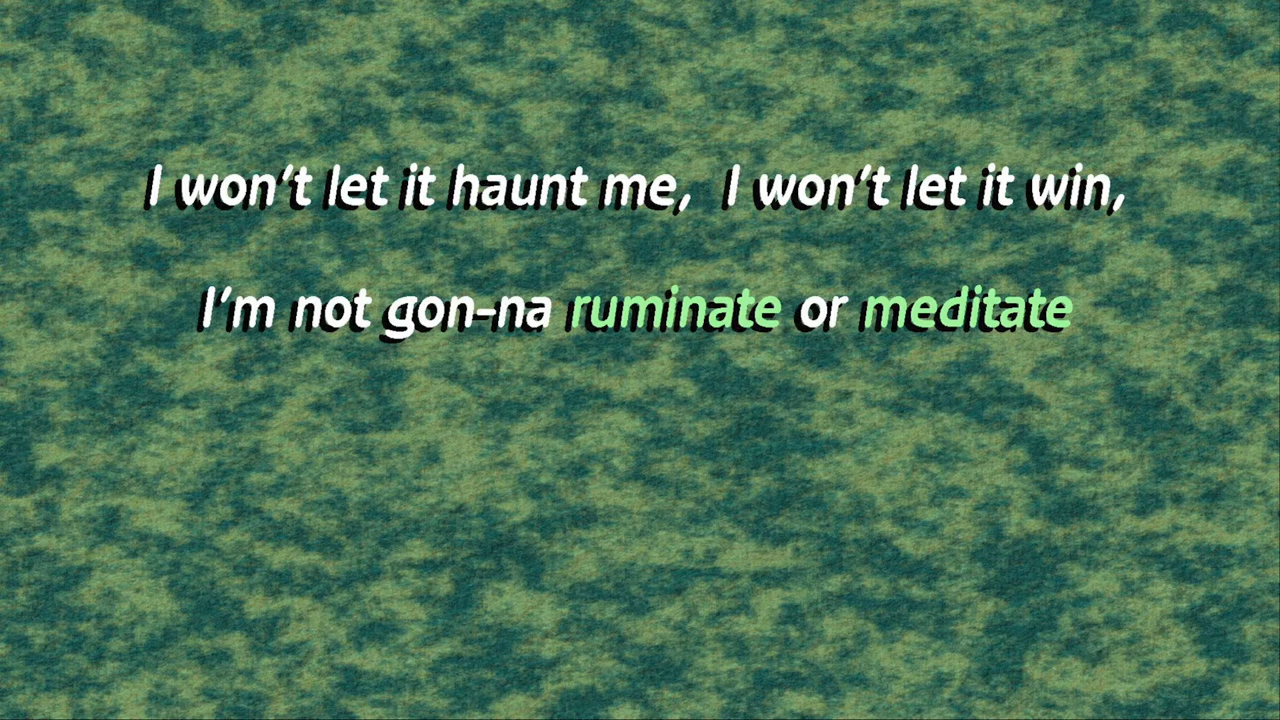 I won't let it haunt me, I won't let it win,
I'm not gon-na ruminate or meditate